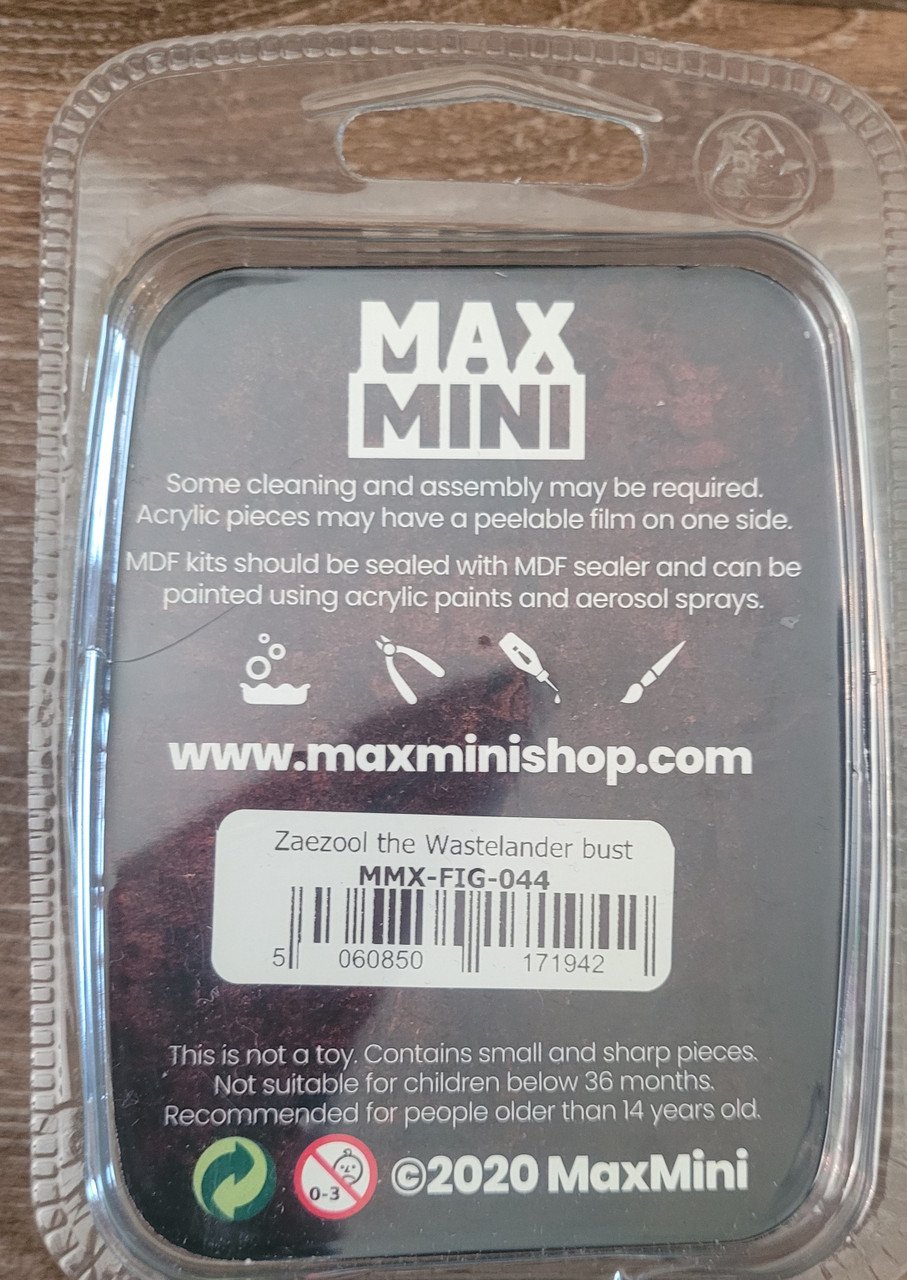 MAX
MINI
Some cleaning and assembly may be required.
Acrylic pieces may have a peelable film on one side.
MDF kits should be sealed with MDF sealer and can be
painted using acrylic paints and aerosol sprays.
www.maxminishop.com
Zaezool the Wastelander bust
MMX-FIG-044
5 060850 171942
This is not a toy. Contains small and sharp pieces.
Not suitable for children below 36 months.
Recommended for people older than 14 years old.
0-3 ©2020 MaxMini